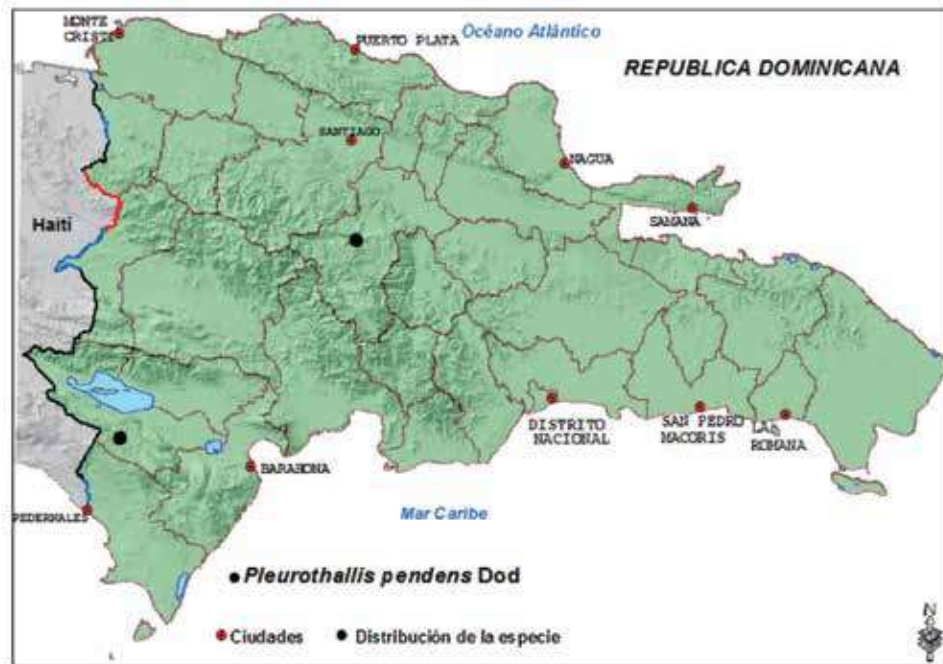 MONTE
CRISTI
PUERTO PLATA
Océano Atlántico
REPUBLICA DOMINICANA
SANTIAGO
NAGUA
SAMANA
Haití
DISTRITO
NACIONAL
SAN PEDRO
MACORIS
LA
ROMANA
BARAHONA
PEDERNALES
Mar Caribe
Pleurothallis pendens Dod
Ciudades
Distribución de la especie
N